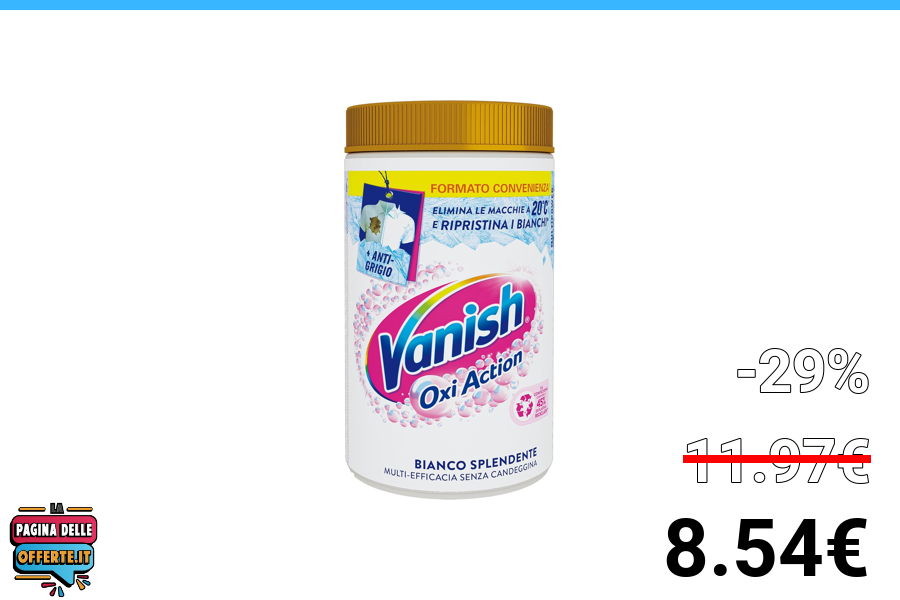 FORMATO CONVENIENZA
ELIMINA LE MACCHIE A 20°C
E RIPRISTINA I BIANCHI*
+ ANTI-
GRIGIO
Vanish
Oxi Action
BIANCO SPLENDENTE
MULTI-EFFICACIA SENZA CANDEGGINA
-29%
11.97€
8.54€
LA
PAGINA DELLE
OFFERTE.IT